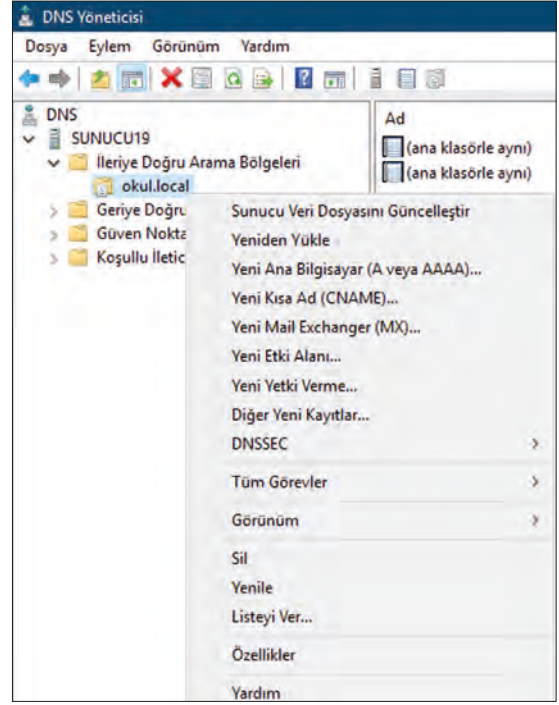 DNS Yöneticisi
Dosya Eylem Görünüm Yardım
DNS
SUNUCU19
İleriye Doğru Arama Bölgeleri
okul.local
Geriye Doğru
Güven Nokta
Koşullu İletic
Ad
(ana klasörle aynı)
(ana klasörle aynı)
Sunucu Veri Dosyasını Güncelleştir
Yeniden Yükle
Yeni Ana Bilgisayar (A veya AAAA)...
Yeni Kısa Ad (CNAME)...
Yeni Mail Exchanger (MX)...
Yeni Etki Alanı...
Yeni Yetki Verme...
Diğer Yeni Kayıtlar...
DNSSEC
Tüm Görevler
Görünüm
Sil
Yenile
Listeyi Ver...
Özellikler
Yardım